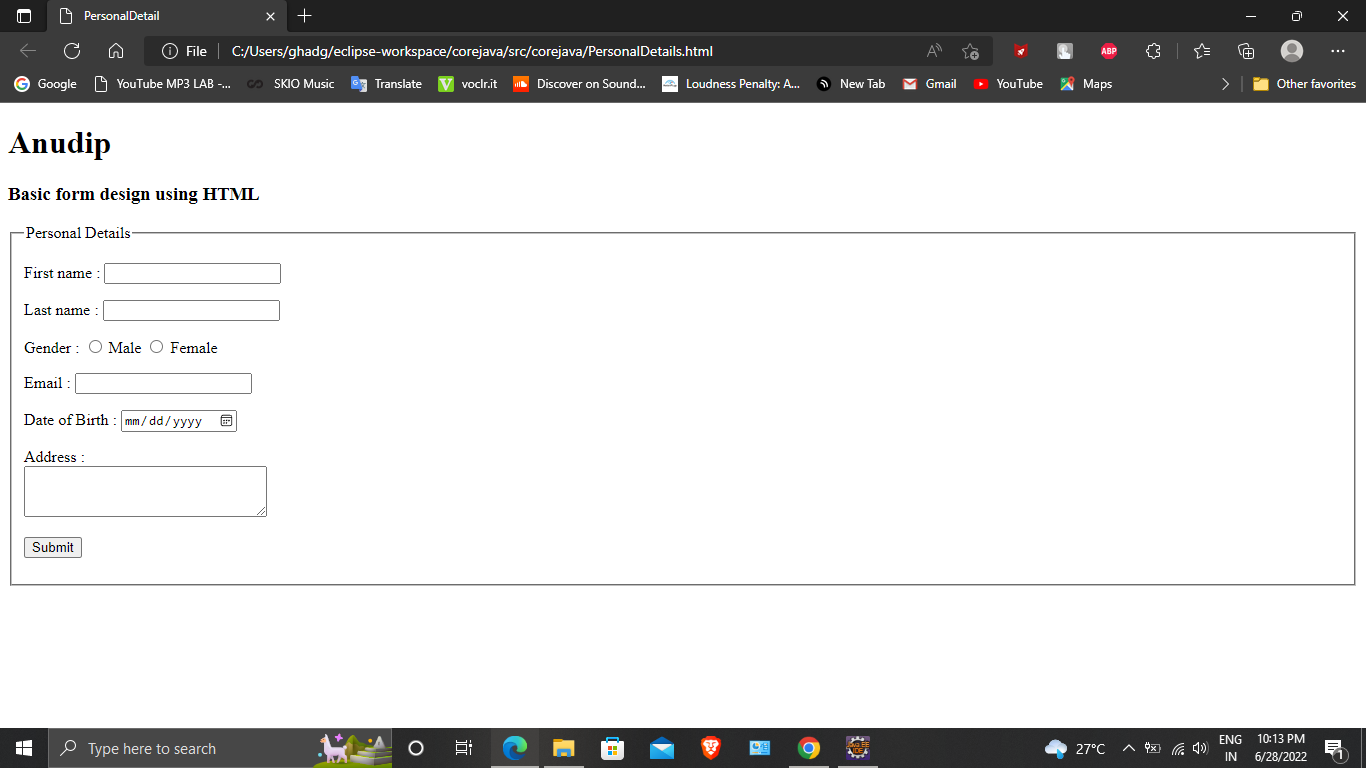 PersonalDetail
File
C:/Users/ghadg/eclipse-workspace/corejava/src/corejava/PersonalDetails.html
ABP
Google YouTube MP3 LAB -... SKIO Music Translate voclr.it Discover on Sound... Loudness Penalty: A... New Tab Gmail YouTube Maps Other favorites
Anudip
Basic form design using HTML
Personal Details
First name :
Last name :
Gender : Male Female
Email :
Date of Birth : mm/dd/yyyy
Address :
Submit
Type here to search
27°C
ENG
IN
10:13 PM
6/28/2022
1